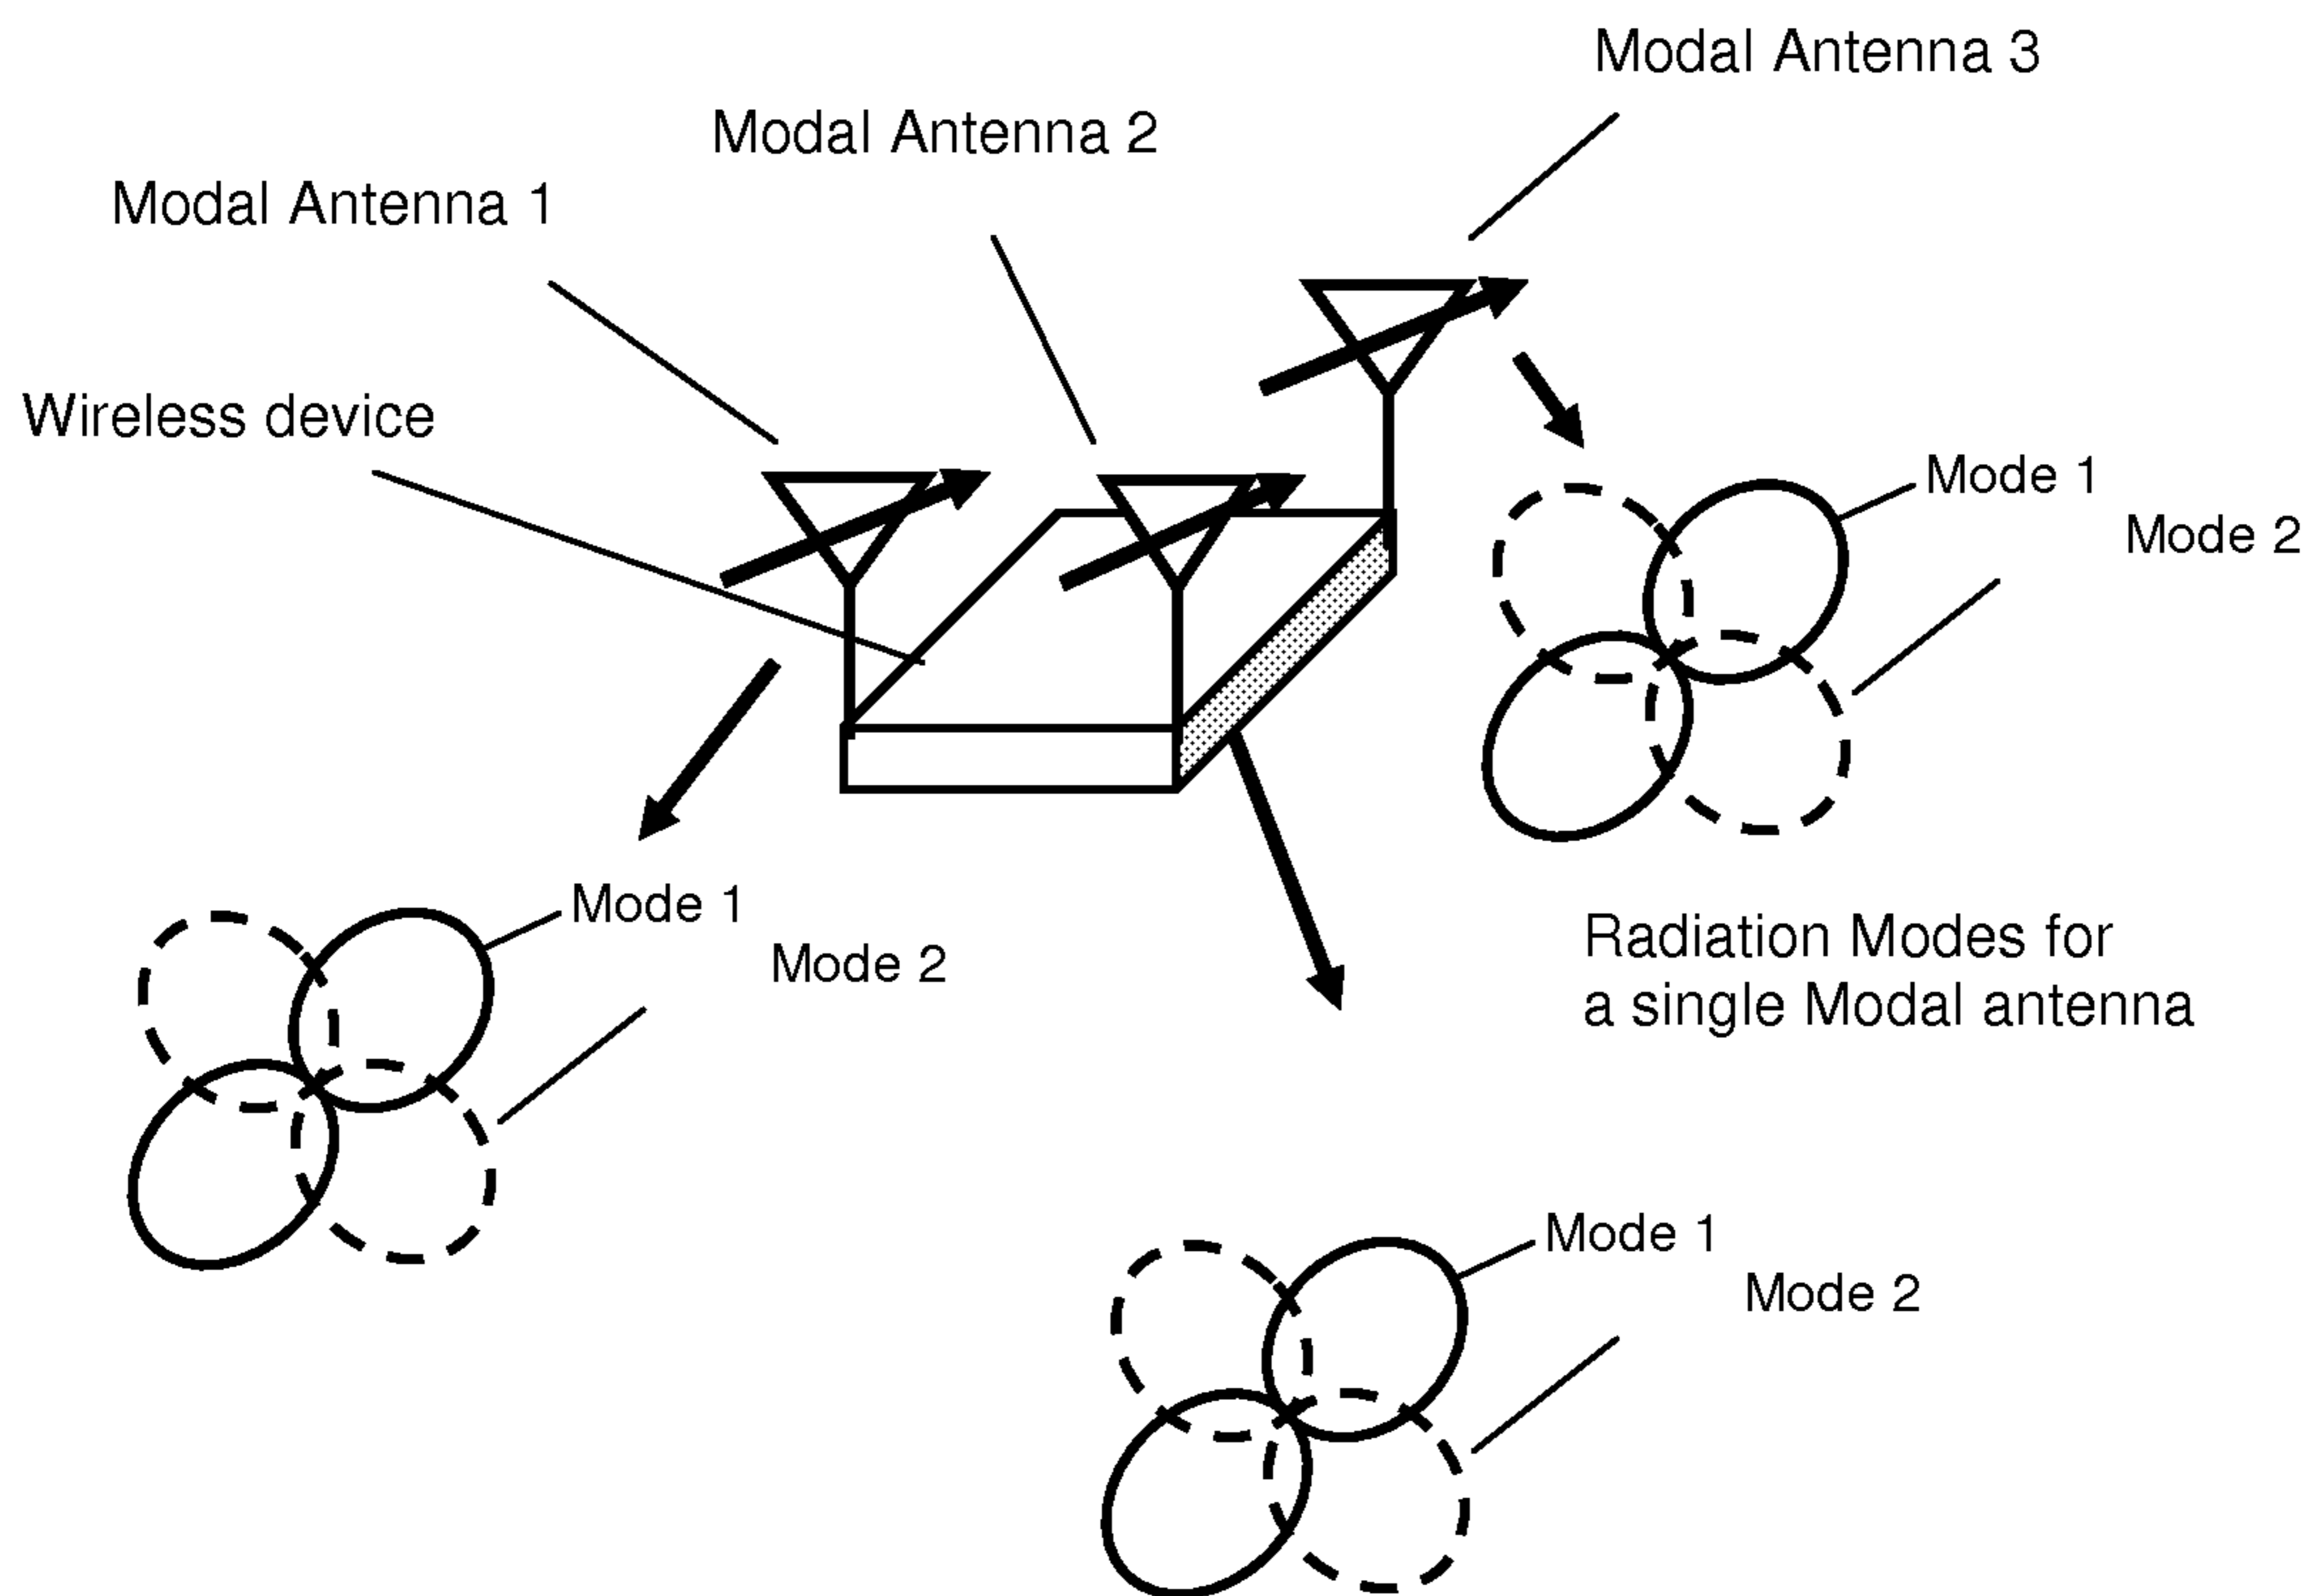 Modal Antenna 3
Modal Antenna 2
Modal Antenna 1
Wireless device
Mode 1
Mode 2
Mode 1
Mode 2
Radiation Modes for
a single Modal antenna
Mode 1
Mode 2